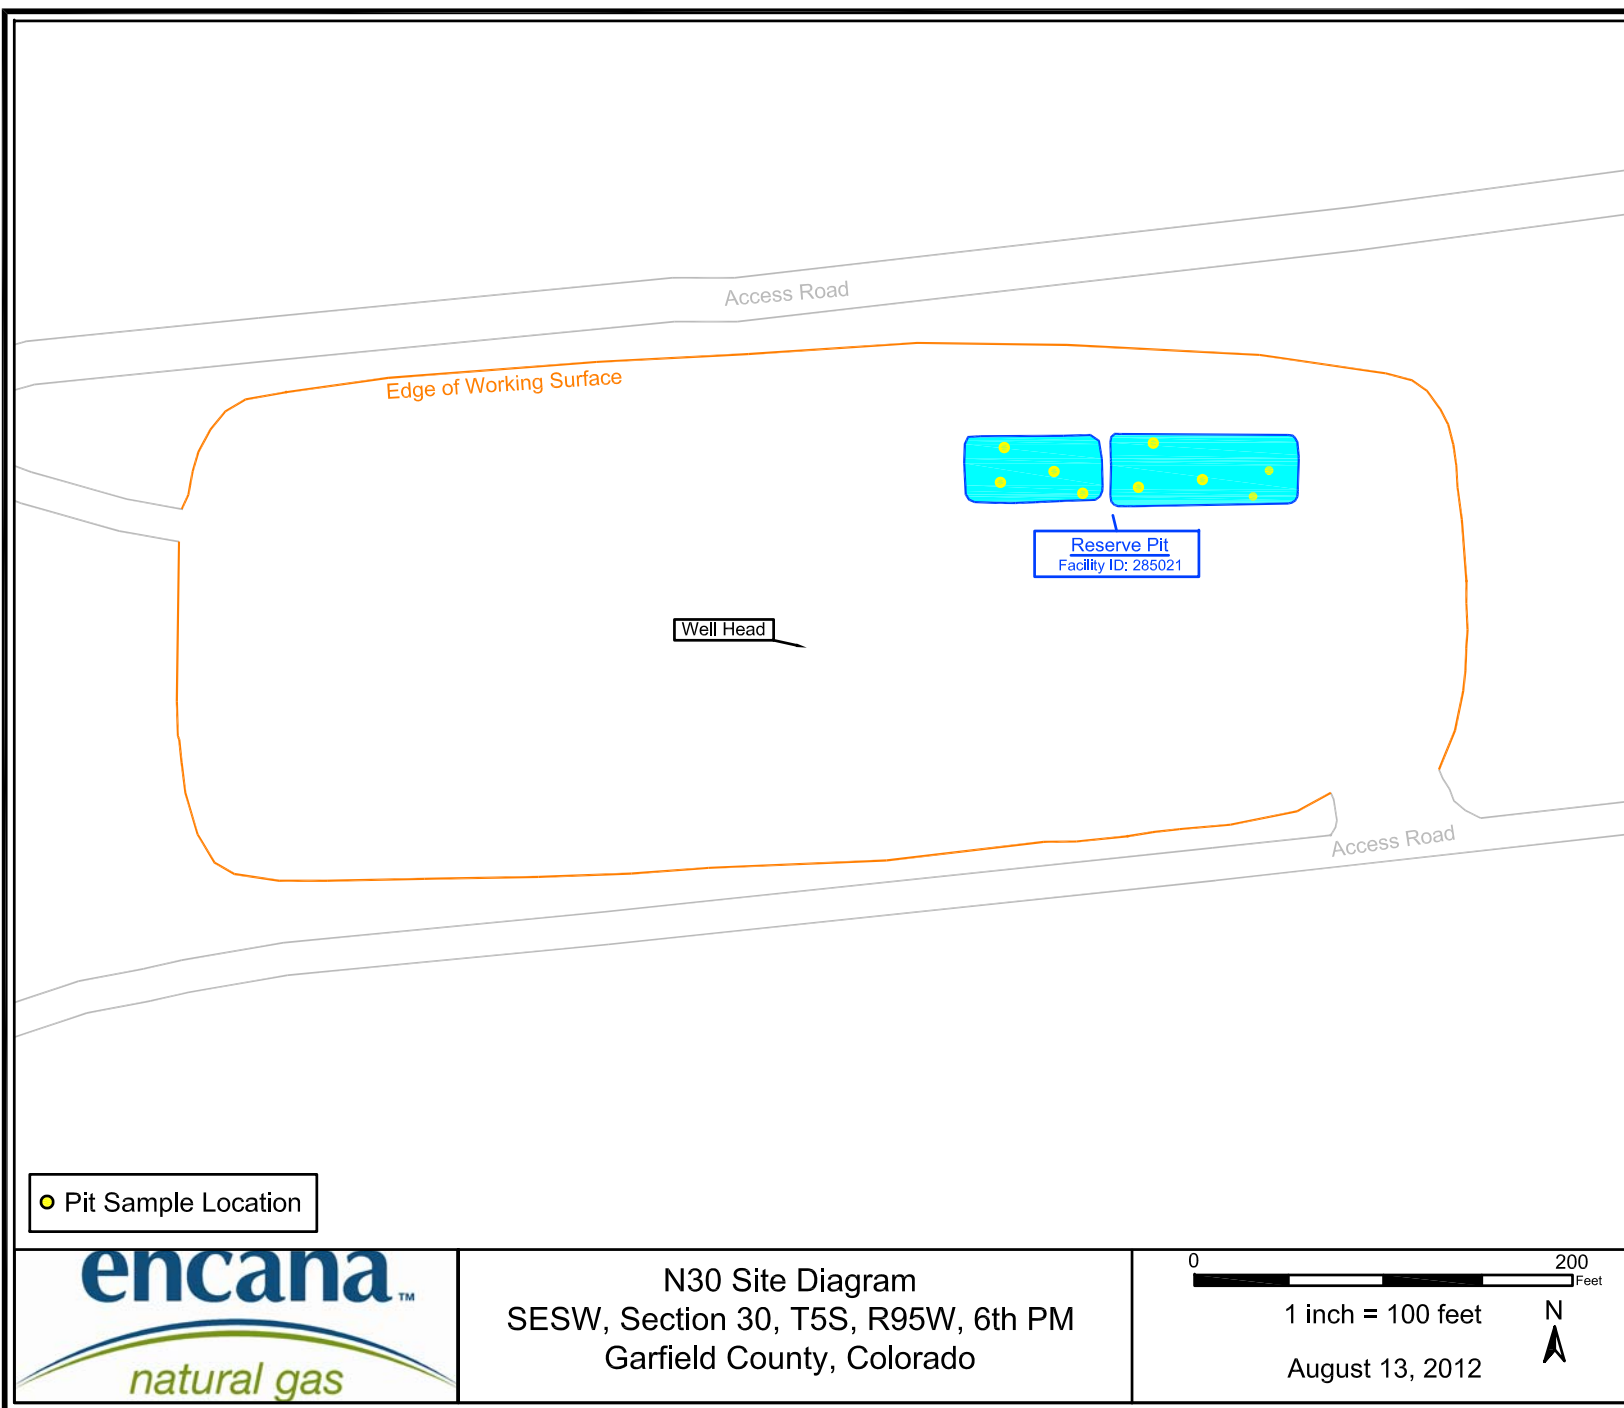 Access Road
Edge of Working Surface
Reserve Pit
Facility ID: 285021
Well Head
Access Road
Pit Sample Location
encana™
natural gas
N30 Site Diagram
SESW, Section 30, T5S, R95W, 6th PM
Garfield County, Colorado
0 200
Feet
1 inch = 100 feet
N
August 13, 2012